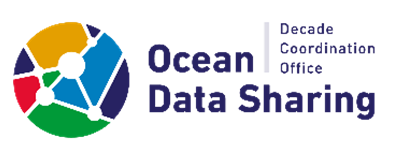 Ocean
Data Sharing
Decade
Coordination
Office